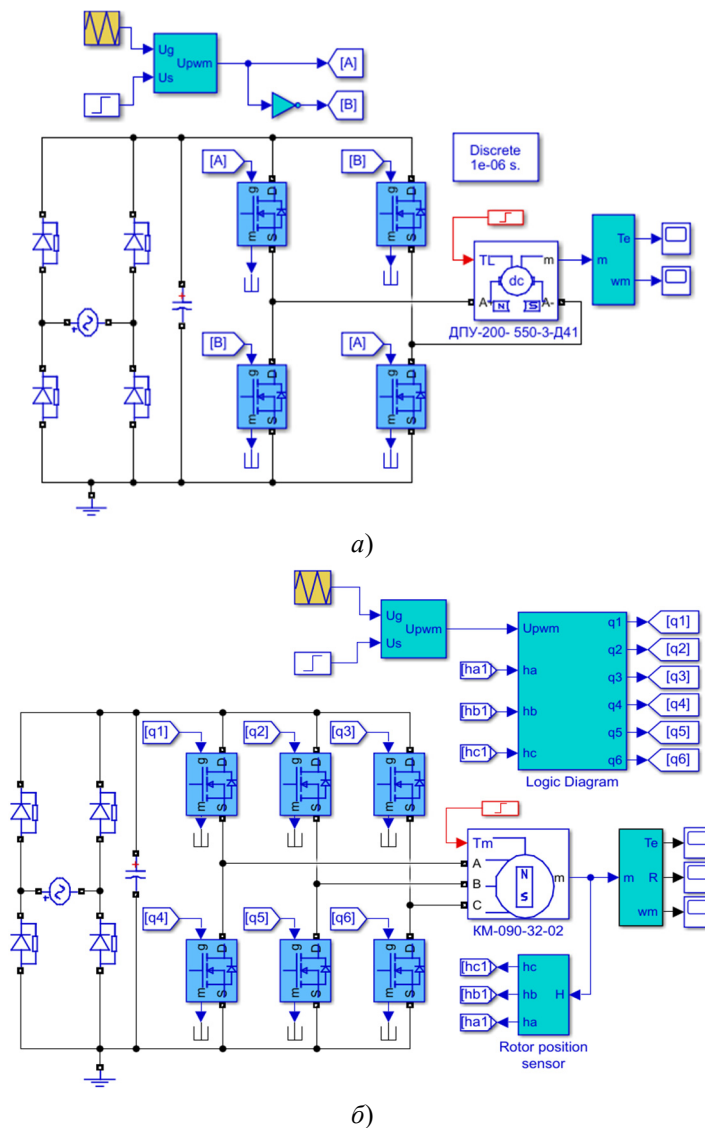 Ug
Upwm
Us
[A]
[B]
[A]
[B]
g
D
m
S
g
D
m
S
Discrete
1e-06 s.
TL
m
dc
A+
N
S
A-
ДПУ-200- 550-3-Д41
m
Te
wm
[B]
[A]
g
D
m
S
g
D
m
S
а)
Ug
Upwm
Us
Upwm
ha
hb
hc
q1
q2
q3
q4
q5
q6
[q1]
[q2]
[q3]
[q4]
[q5]
[q6]
[ha1]
[hb1]
[hc1]
Logic Diagram
[q1]
[q2]
[q3]
g
D
m
S
g
D
m
S
g
D
m
S
Tm
A
B
C
N
S
m
КМ-090-32-02
m
Te
R
wm
[q4]
[q5]
[q6]
g
D
m
S
g
D
m
S
g
D
m
S
[hc1]
[hb1]
[ha1]
hc
hb
ha
H
Rotor position
sensor
б)